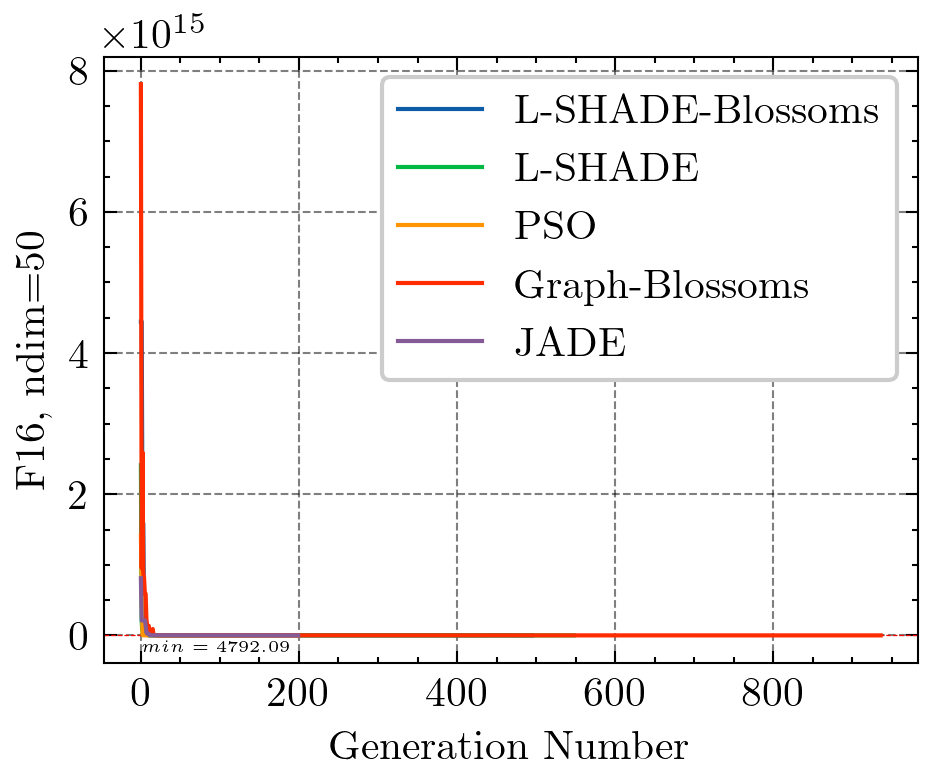 ×10^15
8
6
4
2
0
F16, ndim=50
L-SHADE-Blossoms
L-SHADE
PSO
Graph-Blossoms
JADE
min = 4792.09
0 200 400 600 800
Generation Number